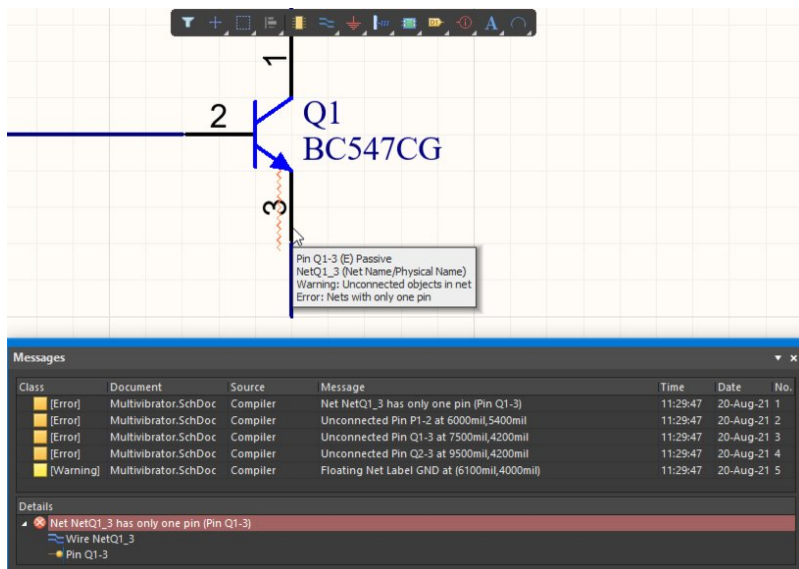 A
1
2
Q1
BC547CG
3
Pin Q1-3 (E) Passive
NetQ1_3 (Net Name/Physical Name)
Warning: Unconnected objects in net
Error: Nets with only one pin
Messages
Class Document Source Message Time Date No.
[Error] Multivibrator.SchDoc Compiler Net NetQ1_3 has only one pin (Pin Q1-3) 11:29:47 20-Aug-21 1
[Error] Multivibrator.SchDoc Compiler Unconnected Pin P1-2 at 6000mil,5400mil 11:29:47 20-Aug-21 2
[Error] Multivibrator.SchDoc Compiler Unconnected Pin Q1-3 at 7500mil,4200mil 11:29:47 20-Aug-21 3
[Error] Multivibrator.SchDoc Compiler Unconnected Pin Q2-3 at 9500mil,4200mil 11:29:47 20-Aug-21 4
[Warning] Multivibrator.SchDoc Compiler Floating Net Label GND at (6100mil,4000mil) 11:29:47 20-Aug-21 5
Details
Net NetQ1_3 has only one pin (Pin Q1-3)
Wire NetQ1_3
Pin Q1-3